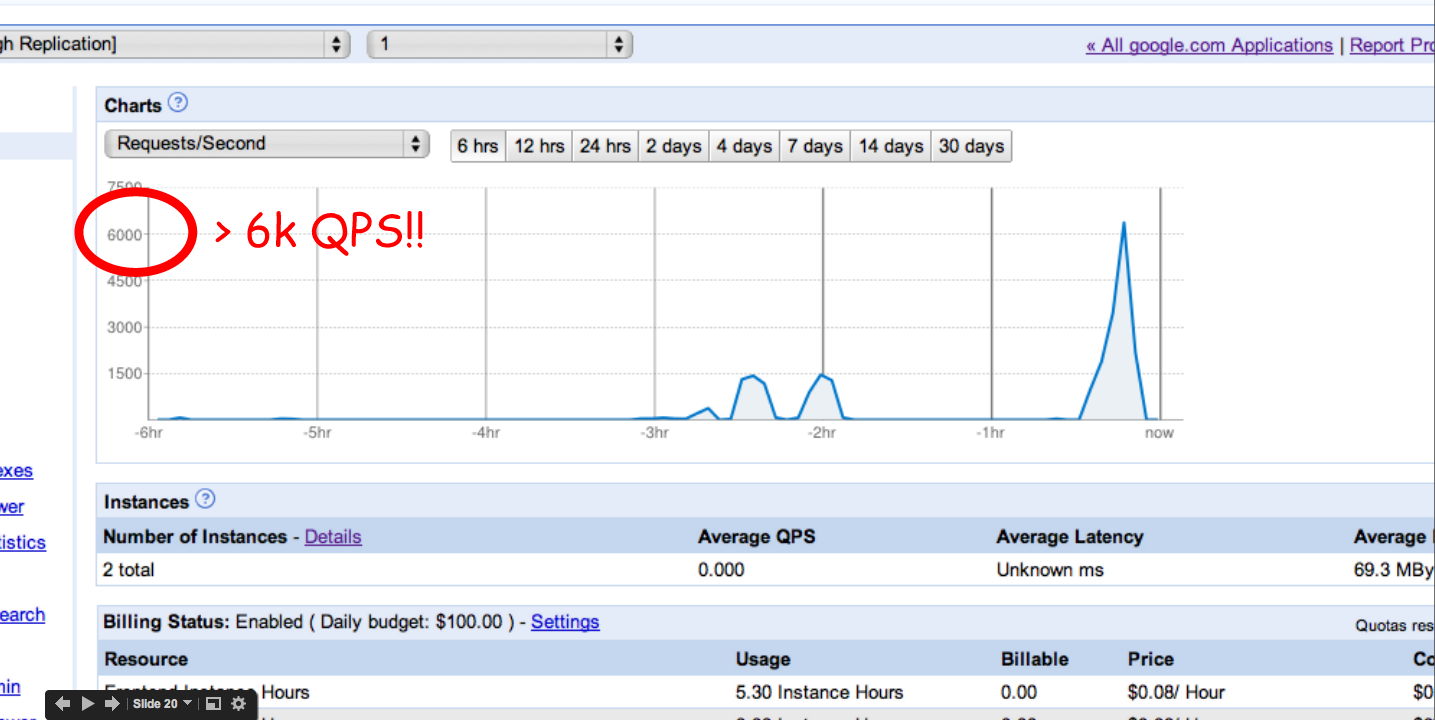 gh Replication] 1 « All google.com Applications | Report Pro
Charts ?
Requests/Second 6 hrs 12 hrs 24 hrs 2 days 4 days 7 days 14 days 30 days
7500
6000 > 6k QPS!!
4500
3000
1500
-6hr -5hr -4hr -3hr -2hr -1hr now
exes
wer
tistics
earch
min
Instances ?
Number of Instances - Details Average QPS Average Latency Average
2 total 0.000 Unknown ms 69.3 MBy
Billing Status: Enabled ( Daily budget: $100.00 ) - Settings Quotas res
Resource Usage Billable Price Co
Frontend Instance Hours 5.30 Instance Hours 0.00 $0.08/ Hour $0
Slide 20